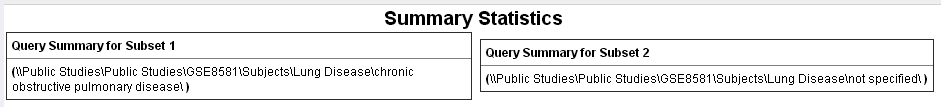 Summary Statistics
Query Summary for Subset 1
(\\Public Studies\Public Studies\GSE8581\Subjects\Lung Disease\chronic
obstructive pulmonary disease\ )
Query Summary for Subset 2
(\\Public Studies\Public Studies\GSE8581\Subjects\Lung Disease\not specified\ )